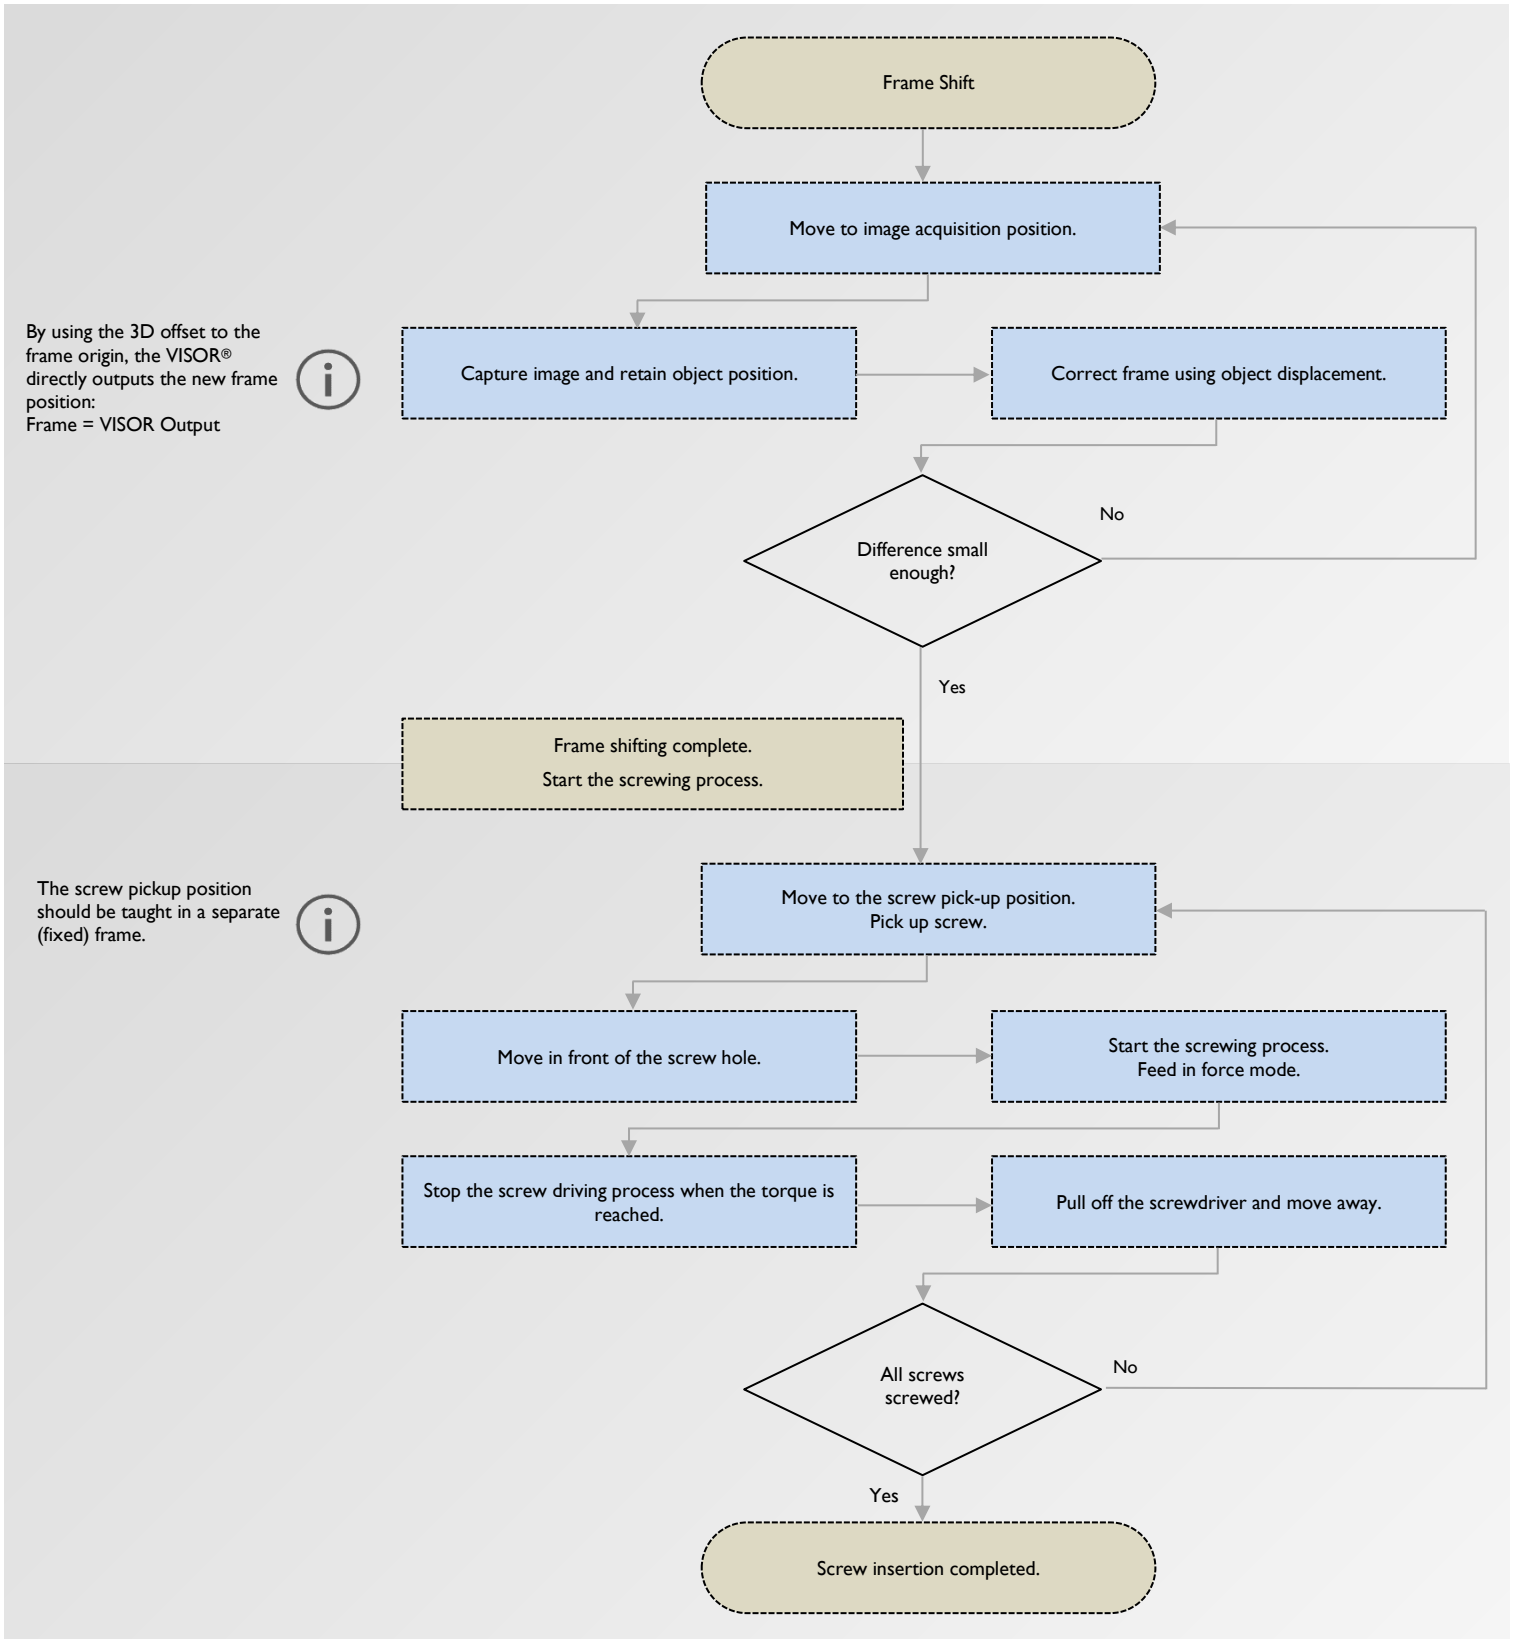 Frame Shift
Move to image acquisition position.
By using the 3D offset to the
frame origin, the VISOR®
directly outputs the new frame
position:
Frame = VISOR Output
Capture image and retain object position.
Correct frame using object displacement.
Difference small
enough?
No
Yes
Frame shifting complete.
Start the screwing process.
The screw pickup position
should be taught in a separate
(fixed) frame.
Move to the screw pick-up position.
Pick up screw.
Move in front of the screw hole.
Start the screwing process.
Feed in force mode.
Stop the screw driving process when the torque is
reached.
Pull off the screwdriver and move away.
All screws
screwed?
No
Yes
Screw insertion completed.